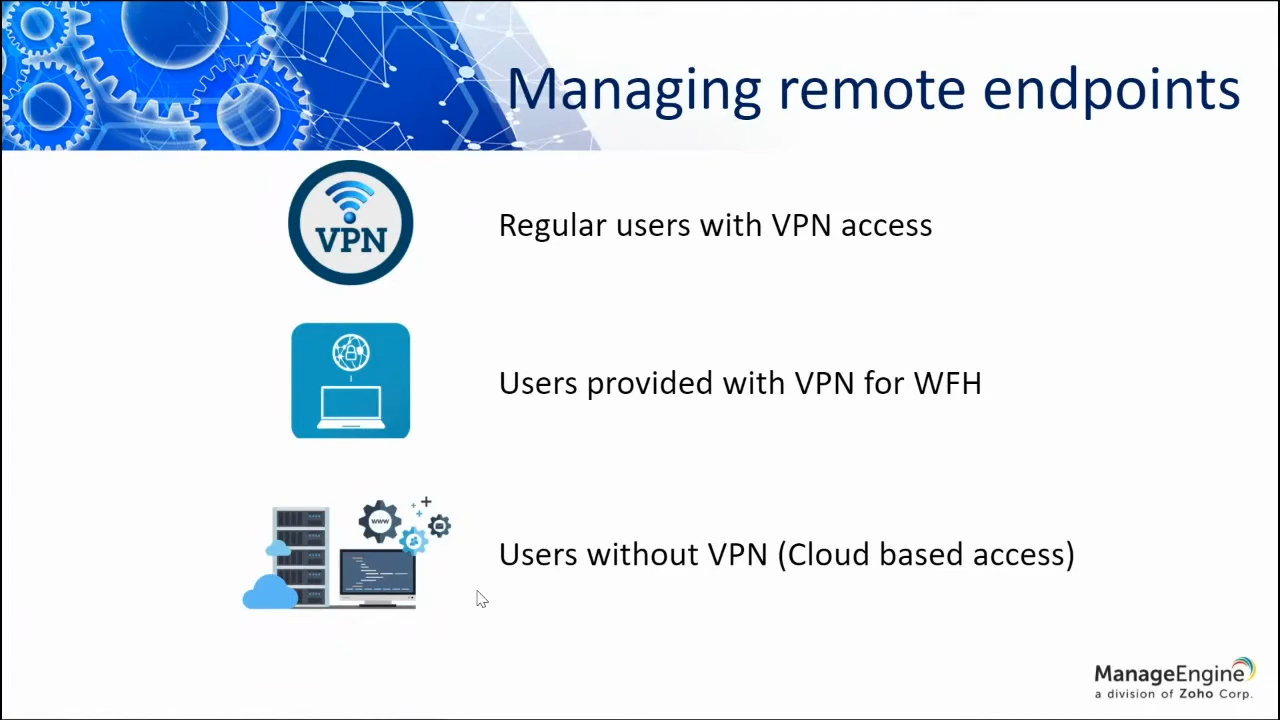 Managing remote endpoints
VPN
Regular users with VPN access
Users provided with VPN for WFH
www
Users without VPN (Cloud based access)
ManageEngine
a division of Zoho Corp.